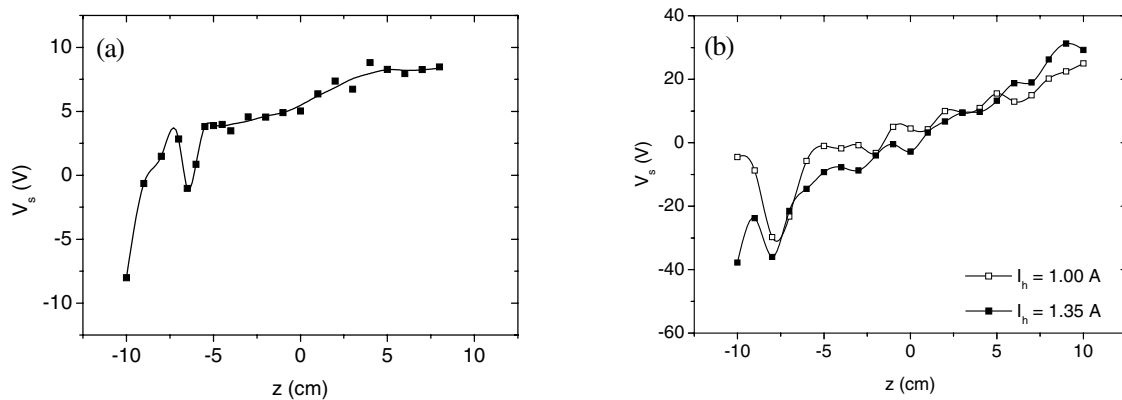 (a)
10
5
0
-5
-10
V_s (V)
-10 -5 0 5 10
z (cm)
(b)
40
20
0
-20
-40
-60
V_s (V)
I_h = 1.00 A
I_h = 1.35 A
-10 -5 0 5 10
z (cm)